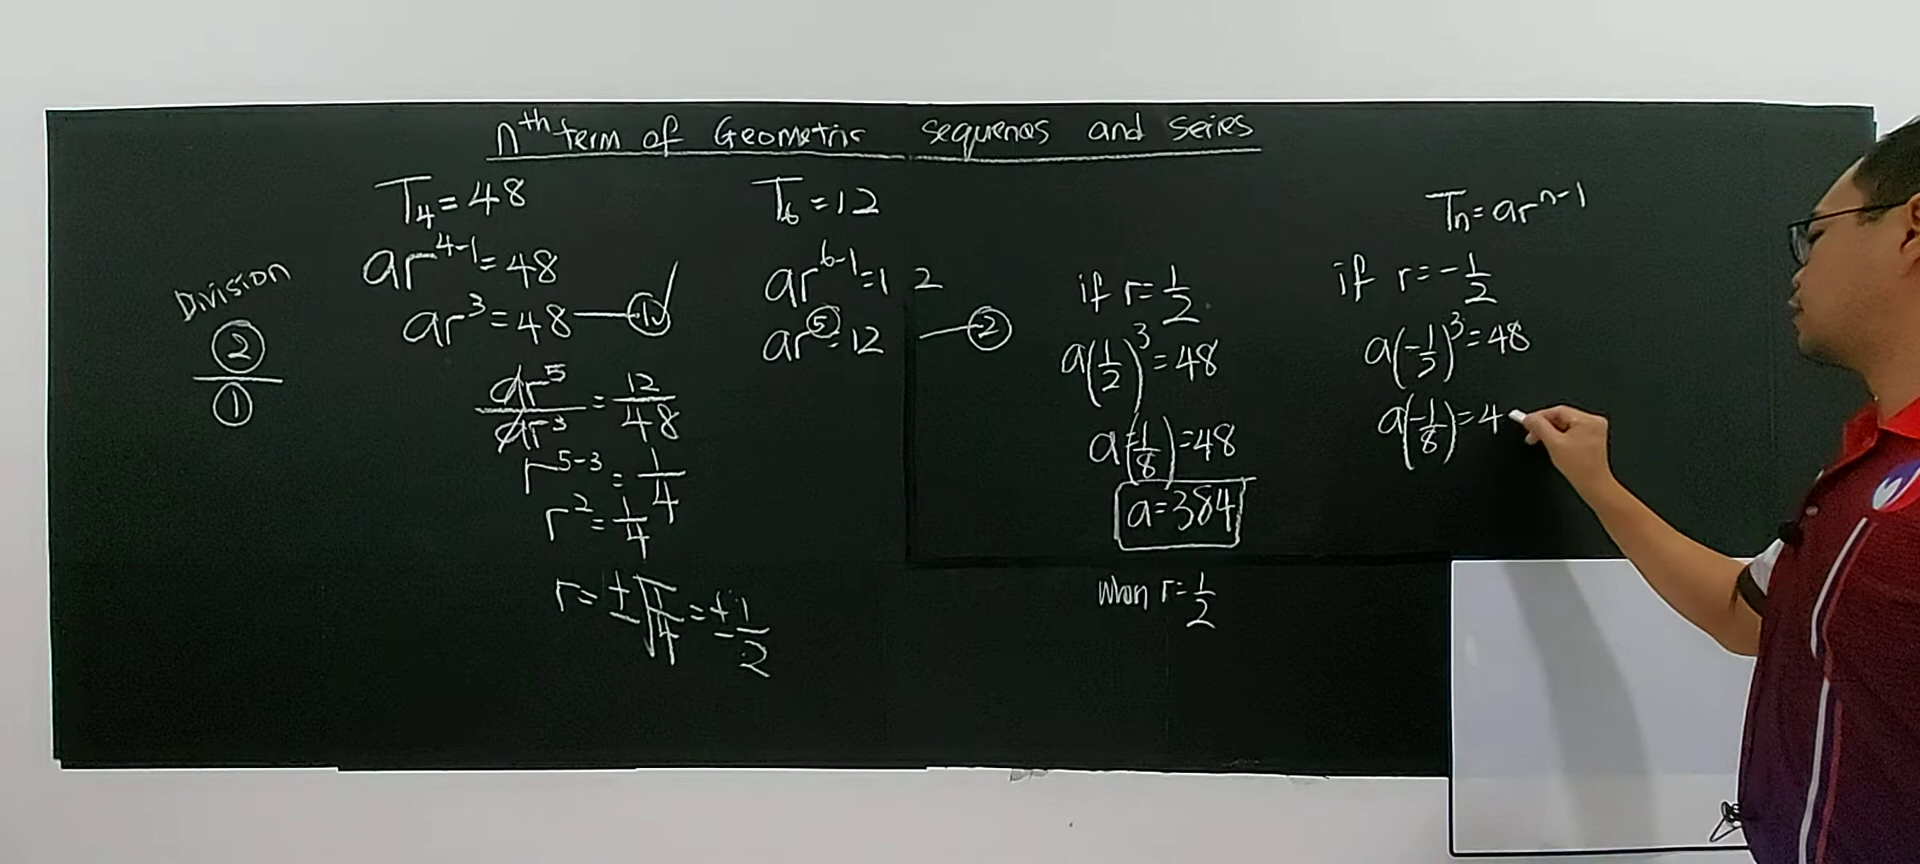 nth term of Geometric sequences and series
T₄=48
ar⁴⁻¹=48
ar³=48 —①✓
Division
②
—
①
ar⁵/ar³=12/48
r⁵⁻³=1/4
r²=1/4
r=±√(1/4)=±1/2
T₆=12
ar⁶⁻¹=12
ar⁵=12 —②
if r=1/2
a(1/2)³=48
a(1/8)=48
a=384
when r=1/2
Tn=arⁿ⁻¹
if r=-1/2
a(-1/2)³=48
a(-1/8)=4